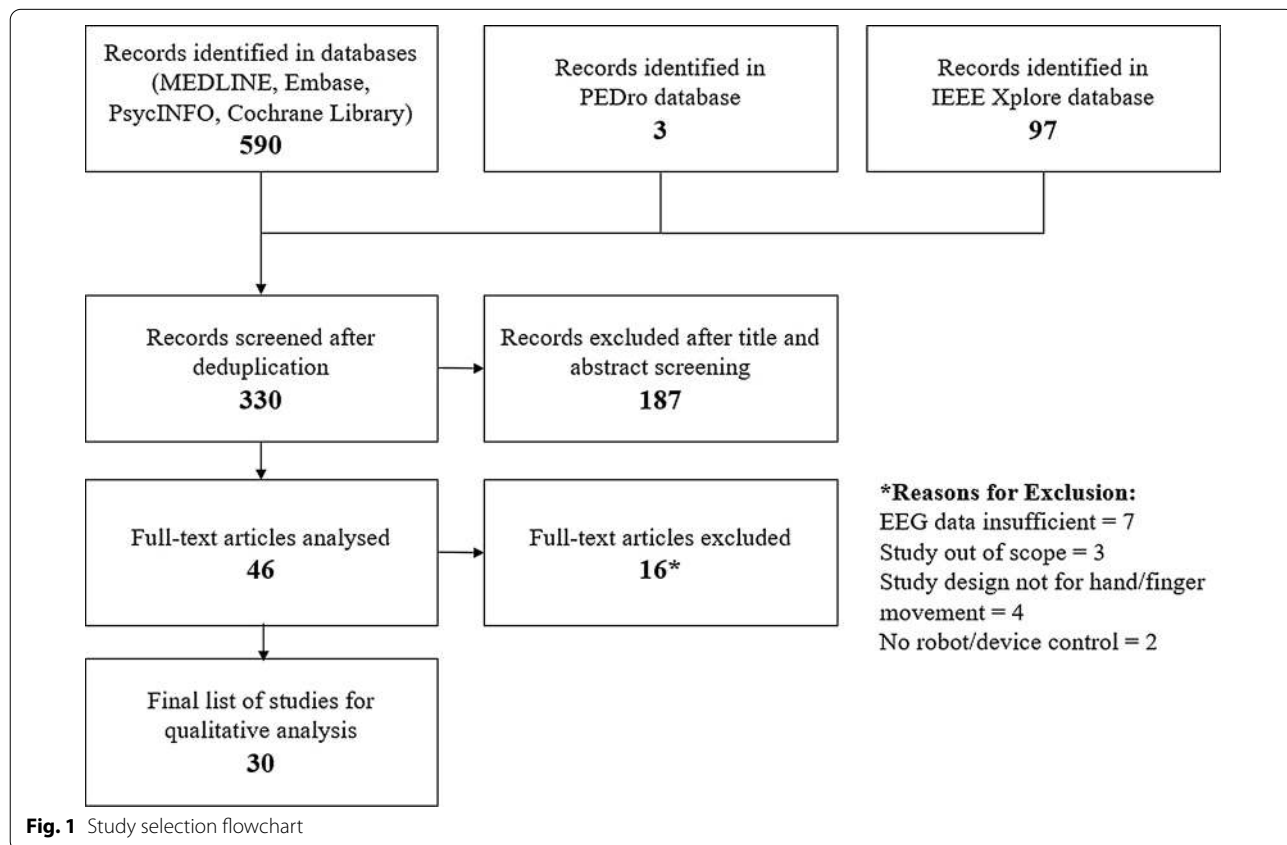 Records identified in databases
(MEDLINE, Embase,
PsycINFO, Cochrane Library)
590
Records identified in
PEDro database
3
Records identified in
IEEE Xplore database
97
Records screened after
deduplication
330
Records excluded after title and
abstract screening
187
Full-text articles analysed
46
Full-text articles excluded
16*
*Reasons for Exclusion:
EEG data insufficient = 7
Study out of scope = 3
Study design not for hand/finger
movement = 4
No robot/device control = 2
Final list of studies for
qualitative analysis
30
Fig. 1 Study selection flowchart